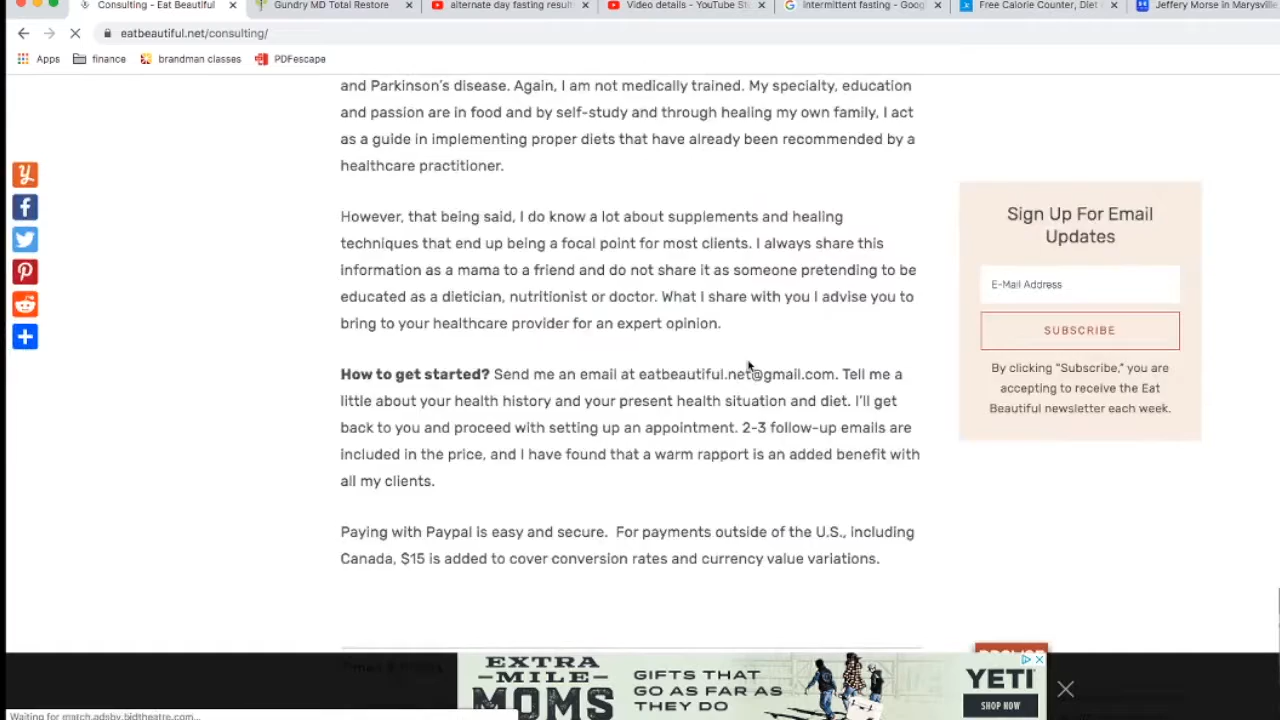 Consulting - Eat Beautiful
Gundry MD Total Restore
alternate day fasting result
Video details - YouTube St
intermittent fasting - Goog
Free Calorie Counter, Diet
Jeffery Morse in Marysville
eatbeautiful.net/consulting/
Apps
finance
brandman classes
PDFescape
and Parkinson's disease. Again, I am not medically trained. My specialty, education
and passion are in food and by self-study and through healing my own family, I act
as a guide in implementing proper diets that have already been recommended by a
healthcare practitioner.
However, that being said, I do know a lot about supplements and healing
techniques that end up being a focal point for most clients. I always share this
information as a mama to a friend and do not share it as someone pretending to be
educated as a dietician, nutritionist or doctor. What I share with you I advise you to
bring to your healthcare provider for an expert opinion.
How to get started? Send me an email at eatbeautiful.net@gmail.com. Tell me a
little about your health history and your present health situation and diet. I'll get
back to you and proceed with setting up an appointment. 2-3 follow-up emails are
included in the price, and I have found that a warm rapport is an added benefit with
all my clients.
Paying with Paypal is easy and secure.  For payments outside of the U.S., including
Canada, $15 is added to cover conversion rates and currency value variations.
Sign Up For Email
Updates
E-Mail Address
SUBSCRIBE
By clicking "Subscribe," you are
accepting to receive the Eat
Beautiful newsletter each week.
EXTRA
MILE
MOMS
GIFTS THAT
GO AS FAR AS
THEY DO
YETI
SHOP NOW
Waiting for match.adsby.bidtheatre.com...